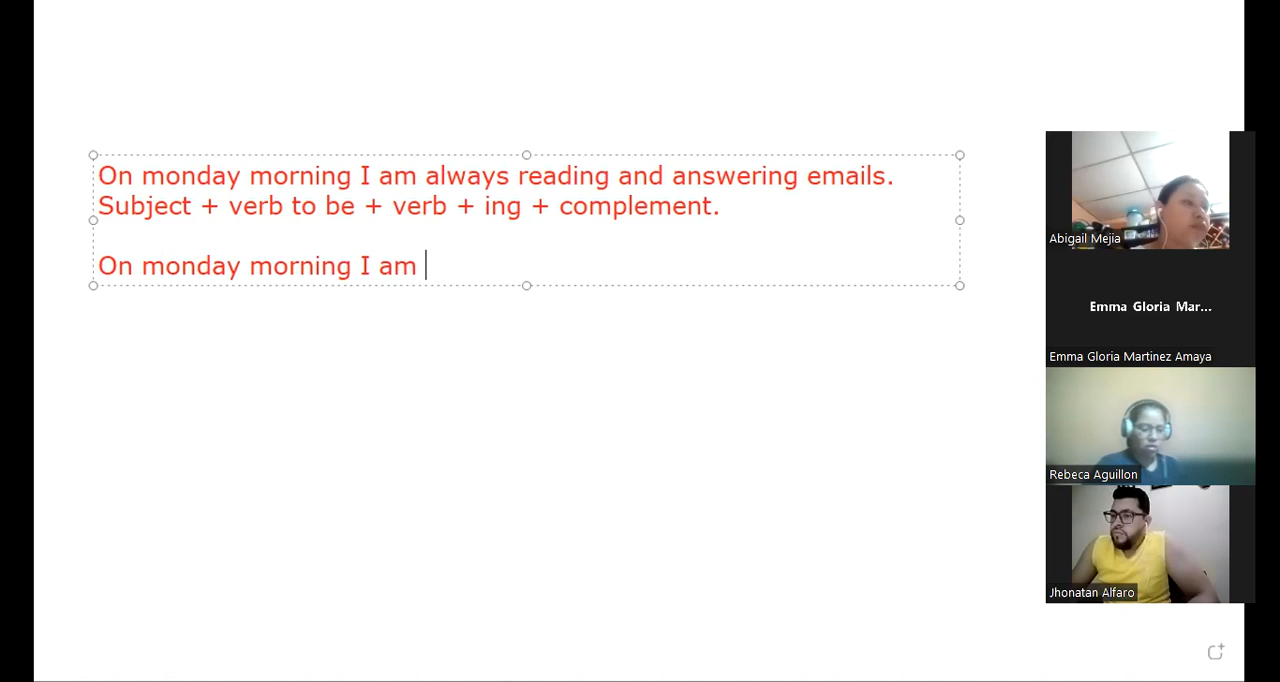 On monday morning I am always reading and answering emails.
Subject + verb to be + verb + ing + complement.
On monday morning I am
Abigail Mejia
Emma Gloria Mar...
Emma Gloria Martinez Amaya
Rebeca Aguillon
Jhonatan Alfaro